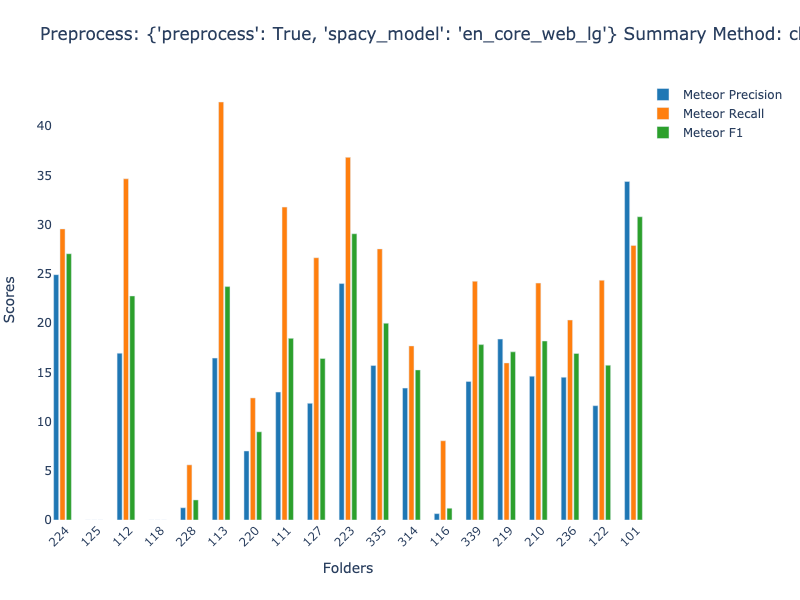 Preprocess: {'preprocess': True, 'spacy_model': 'en_core_web_lg'} Summary Method:
Meteor Precision
Meteor Recall
Meteor F1
40
35
30
25
20
15
10
5
0
Scores
224 125 112 118 228 113 220 111 127 223 335 314 116 339 219 210 236 122 101
Folders